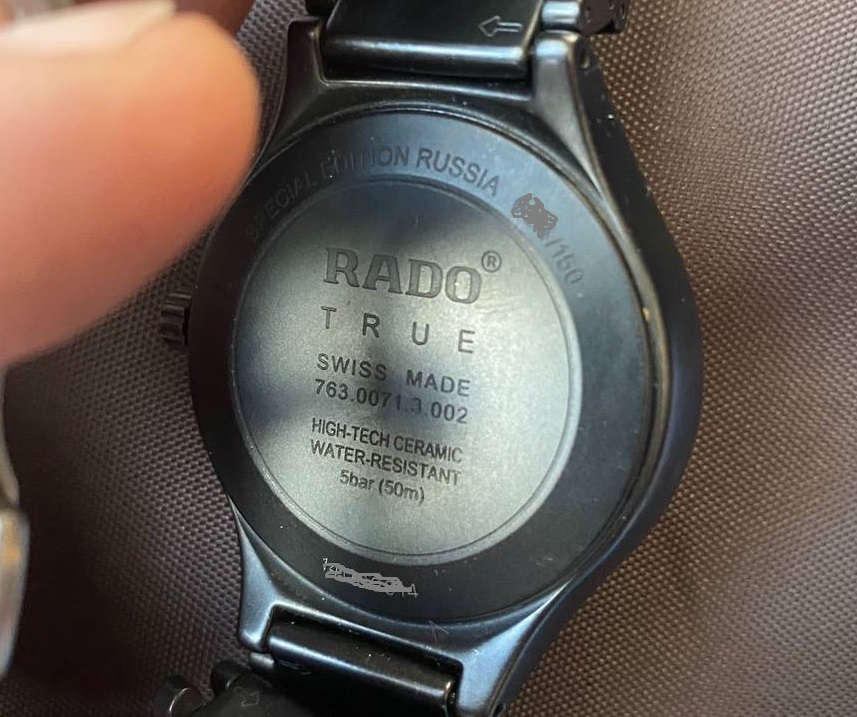 SPECIAL EDITION RUSSIA
/150
RADO®
TRUE
SWISS MADE
763.0071.3.002
HIGH-TECH CERAMIC
WATER-RESISTANT
5bar (50m)